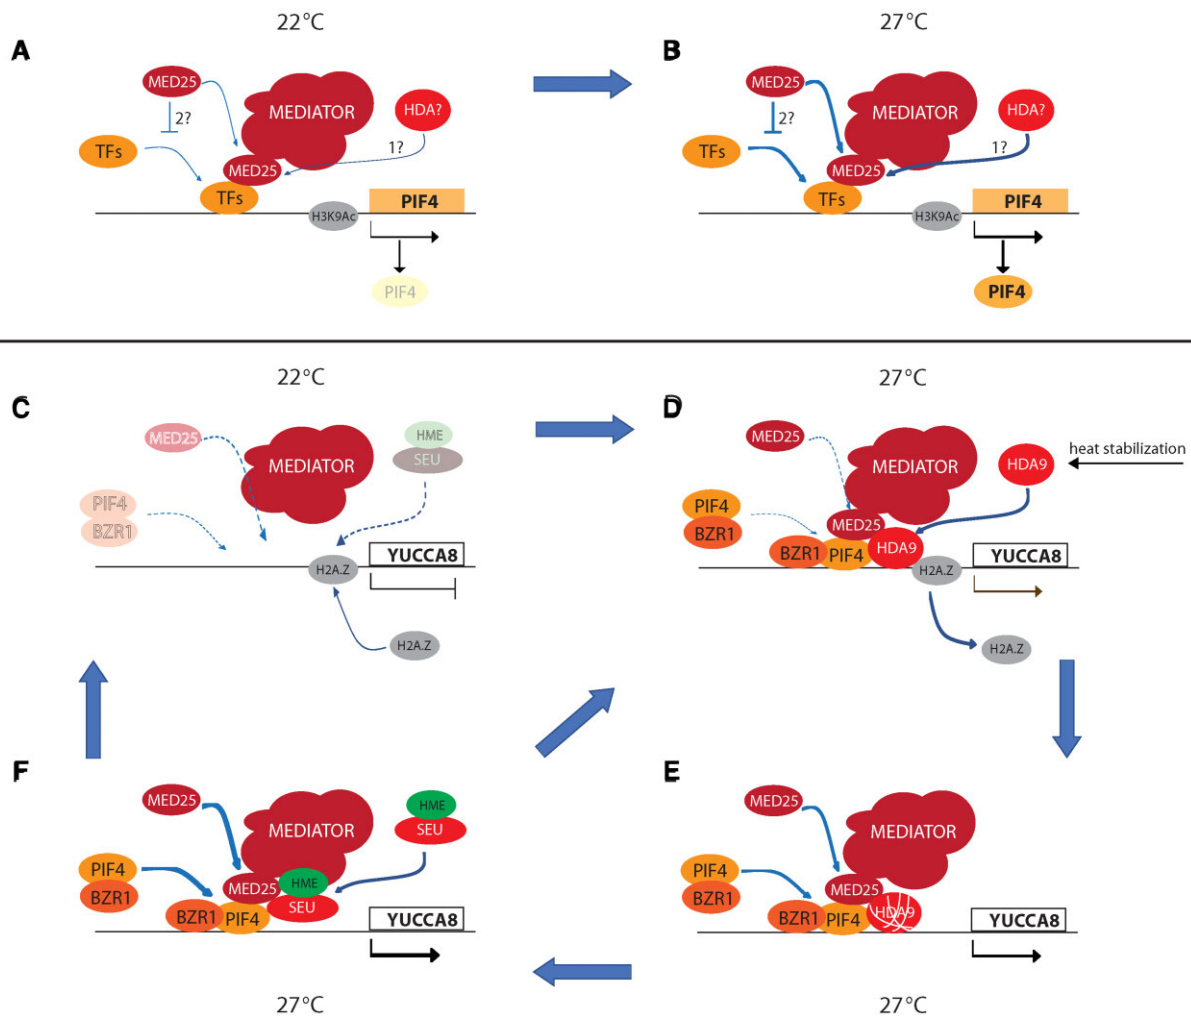 22°C
27°C
A
MED25
MEDIATOR
HDA?
2?
TFs
1?
MED25
TFs
H3K9Ac
PIF4
PIF4
B
MED25
MEDIATOR
HDA?
2?
TFs
1?
MED25
TFs
H3K9Ac
PIF4
PIF4
22°C
27°C
C
MED25
MEDIATOR
HME
SEU
PIF4
BZR1
H2A.Z
YUCCA8
H2A.Z
D
MED25
MEDIATOR
HDA9
heat stabilization
PIF4
BZR1
MED25
BZR1
PIF4
HDA9
H2A.Z
YUCCA8
H2A.Z
F
MED25
MEDIATOR
HME
SEU
PIF4
BZR1
MED25
HME
SEU
BZR1
PIF4
YUCCA8
27°C
E
MED25
MEDIATOR
PIF4
BZR1
MED25
BZR1
PIF4
HDA9
YUCCA8
27°C